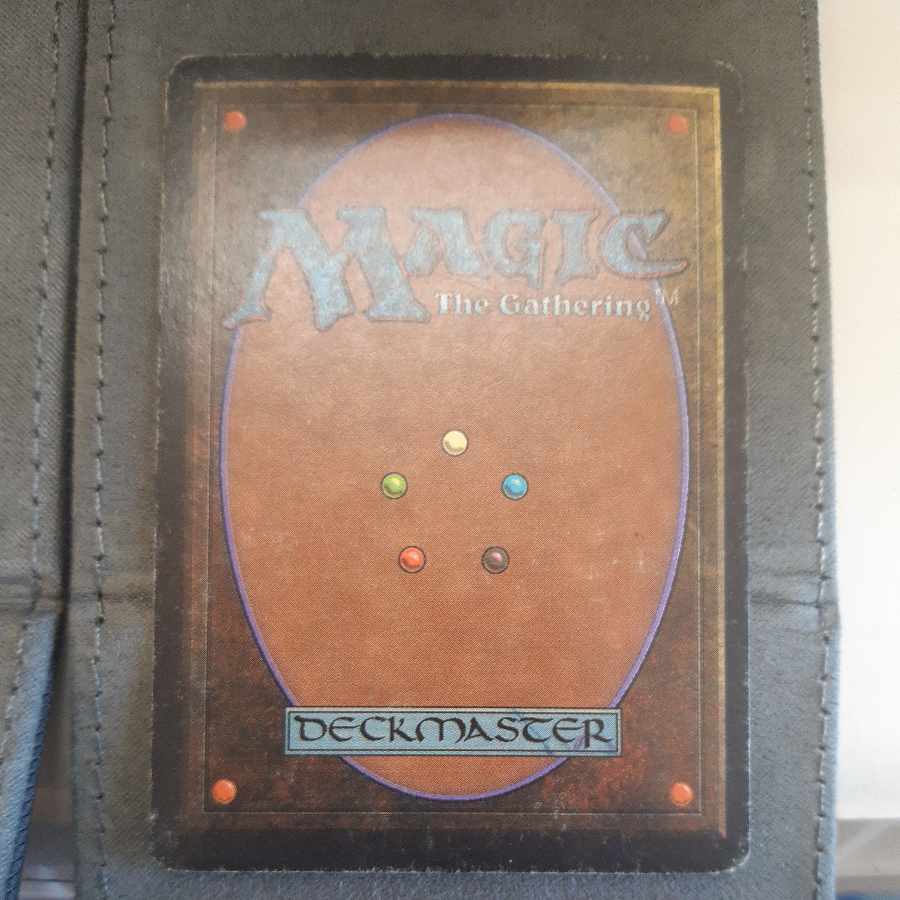 MAGIC
The Gathering™
DECKMASTER